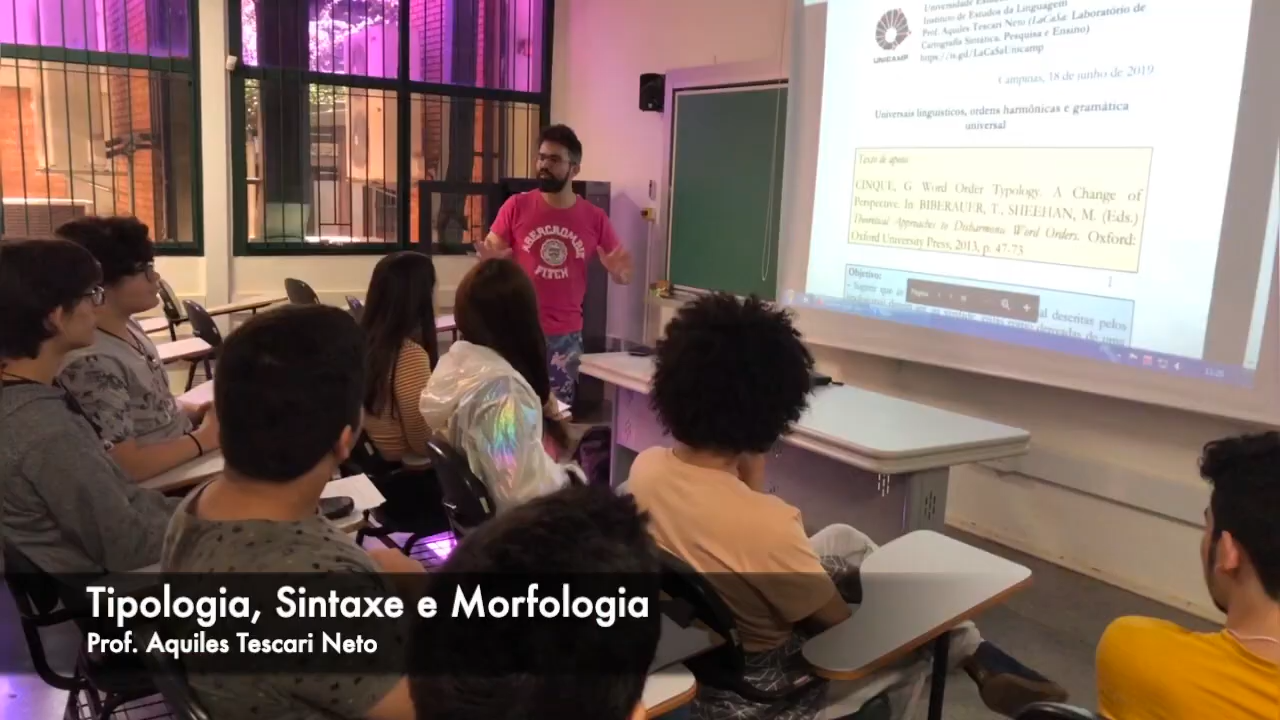 Universidade
Instituto de Estudos da Linguagem
Prof. Aquiles Tescari Neto (LaCaSa: Laboratório de
Cartografia Sintática, Pesquisa e Ensino)
UNICAMP
Campinas, 18 de junho de 2019
Universais linguísticos, ordens harmônicas e gramática
universal
Texto de apoio
CINQUE, G. Word Order Typology. A Change of
Perspective. In BIBERAUER, T., SHEEHAN, M. (Eds.)
Theoretical Approaches to Disharmonic Word Orders. Oxford:
Oxford University Press, 2013, p. 47-73
Objetivo:
descritas pelos
ABERCROMBIE
FITCH
Tipologia, Sintaxe e Morfologia
Prof. Aquiles Tescari Neto